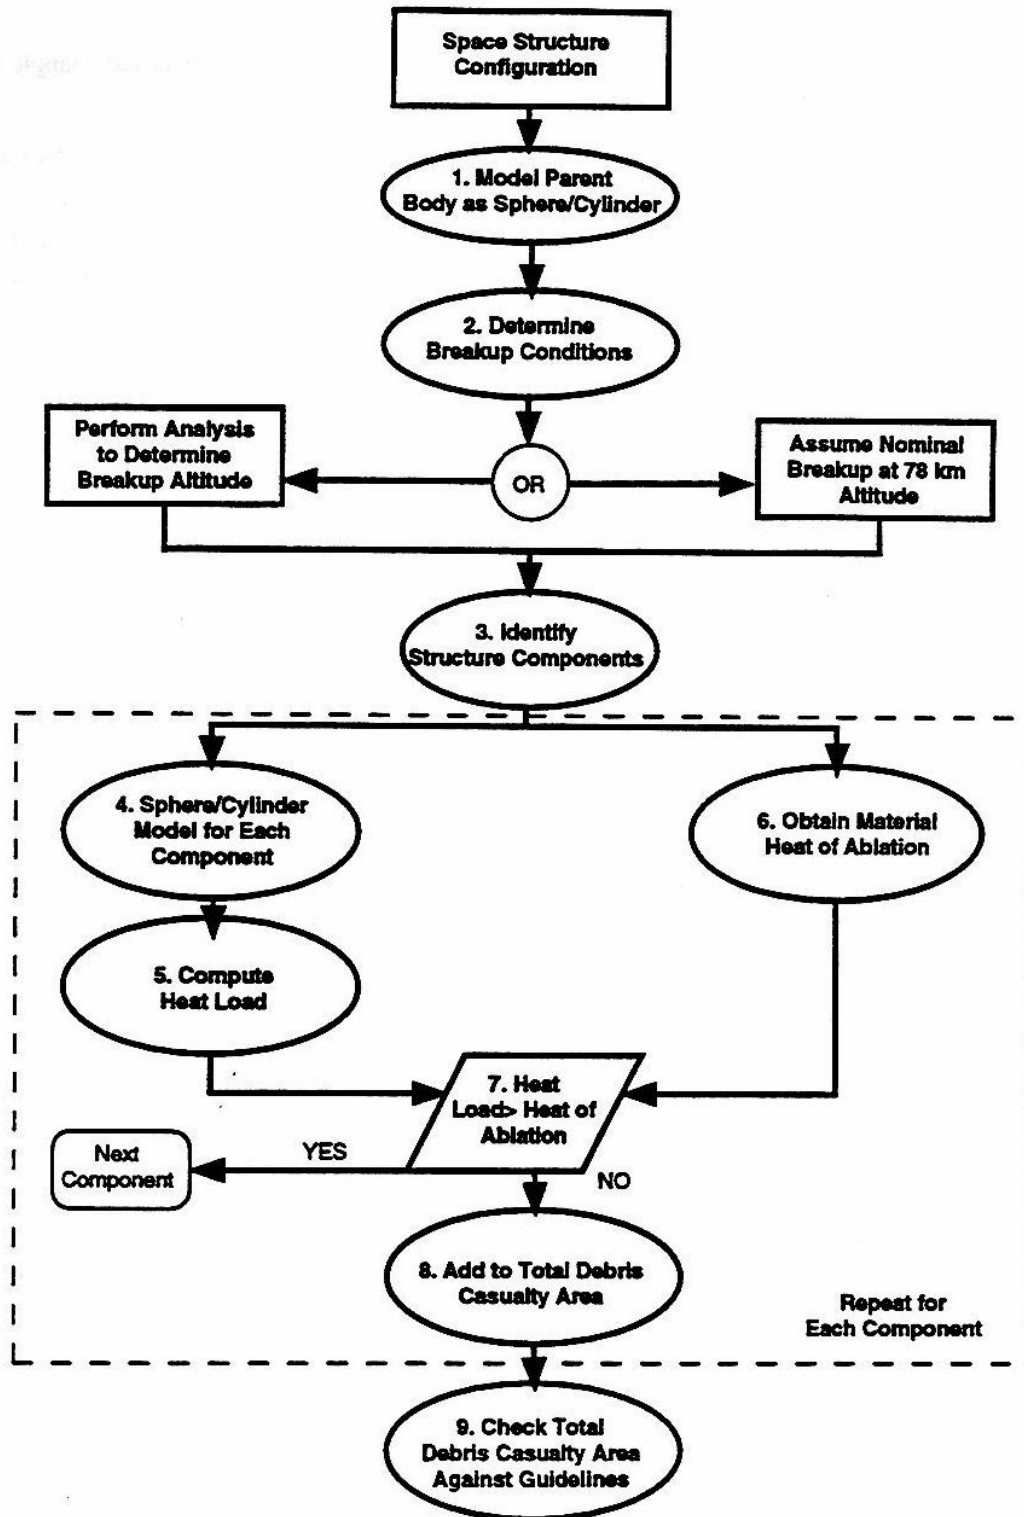 Space Structure
Configuration
1. Model Parent
Body as Sphere/Cylinder
2. Determine
Breakup Conditions
Perform Analysis
to Determine
Breakup Altitude
OR
Assume Nominal
Breakup at 78 km
Altitude
3. Identify
Structure Components
4. Sphere/Cylinder
Model for Each
Component
6. Obtain Material
Heat of Ablation
5. Compute
Heat Load
7. Heat
Load> Heat of
Ablation
YES
Next
Component
NO
8. Add to Total Debris
Casualty Area
Repeat for
Each Component
9. Check Total
Debris Casualty Area
Against Guidelines